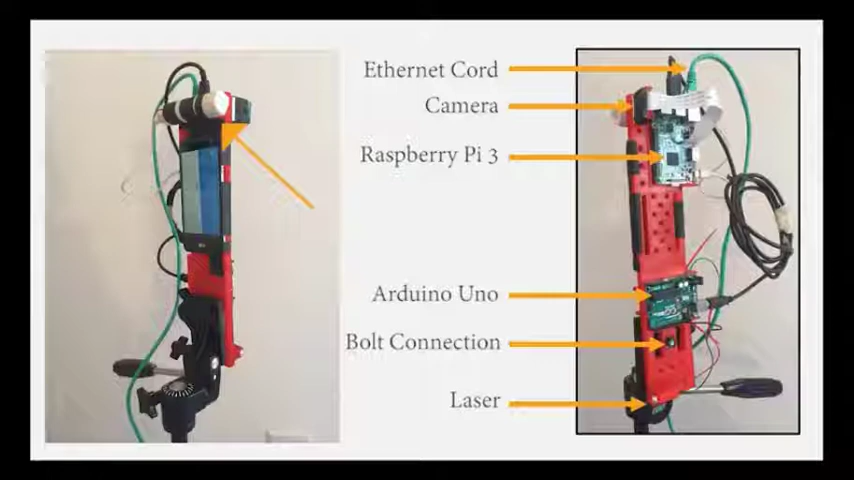 Ethernet Cord
Camera
Raspberry Pi 3
Arduino Uno
Bolt Connection
Laser